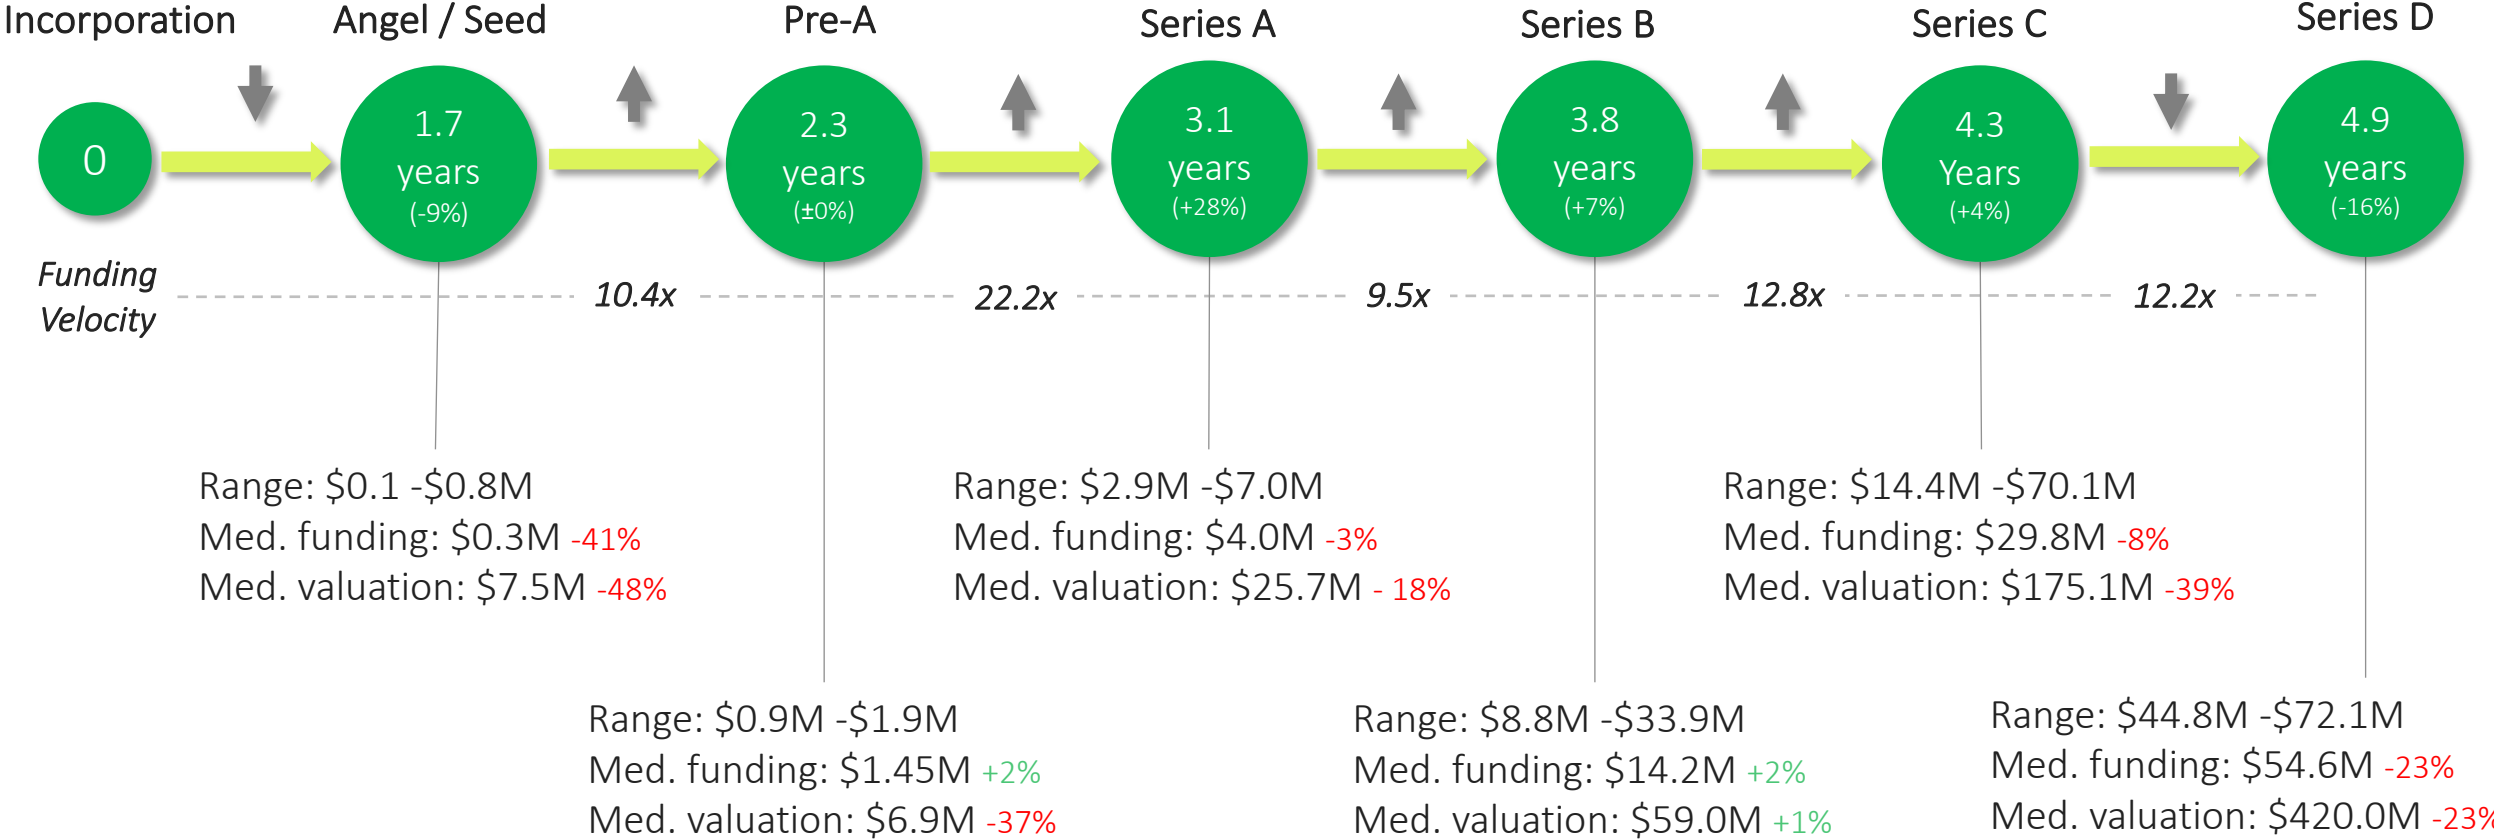 Incorporation
Angel / Seed
Pre-A
Series A
Series B
Series C
Series D
0
1.7
years
(-9%)
2.3
years
(±0%)
3.1
years
(+28%)
3.8
years
(+7%)
4.3
Years
(+4%)
4.9
years
(-16%)
Funding
Velocity
10.4x
22.2x
9.5x
12.8x
12.2x
Range: $0.1 -$0.8M
Med. funding: $0.3M -41%
Med. valuation: $7.5M -48%
Range: $2.9M -$7.0M
Med. funding: $4.0M -3%
Med. valuation: $25.7M - 18%
Range: $14.4M -$70.1M
Med. funding: $29.8M -8%
Med. valuation: $175.1M -39%
Range: $0.9M -$1.9M
Med. funding: $1.45M +2%
Med. valuation: $6.9M -37%
Range: $8.8M -$33.9M
Med. funding: $14.2M +2%
Med. valuation: $59.0M +1%
Range: $44.8M -$72.1M
Med. funding: $54.6M -23%
Med. valuation: $420.0M -23%